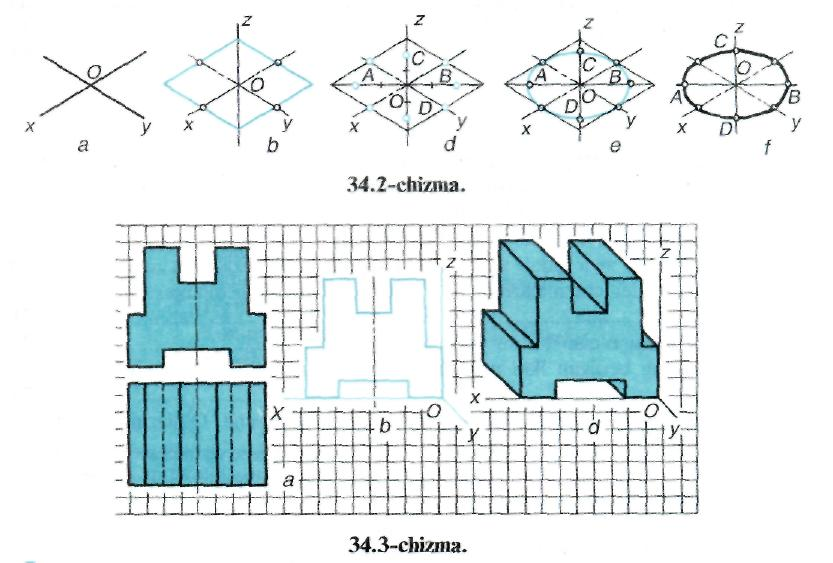 O x y a
z O x y b
z C A B O D x y d
z C A B O D x y e
z C O A B D x y f
34.2-chizma.
a
z X O y b
z x O y d
34.3-chizma.